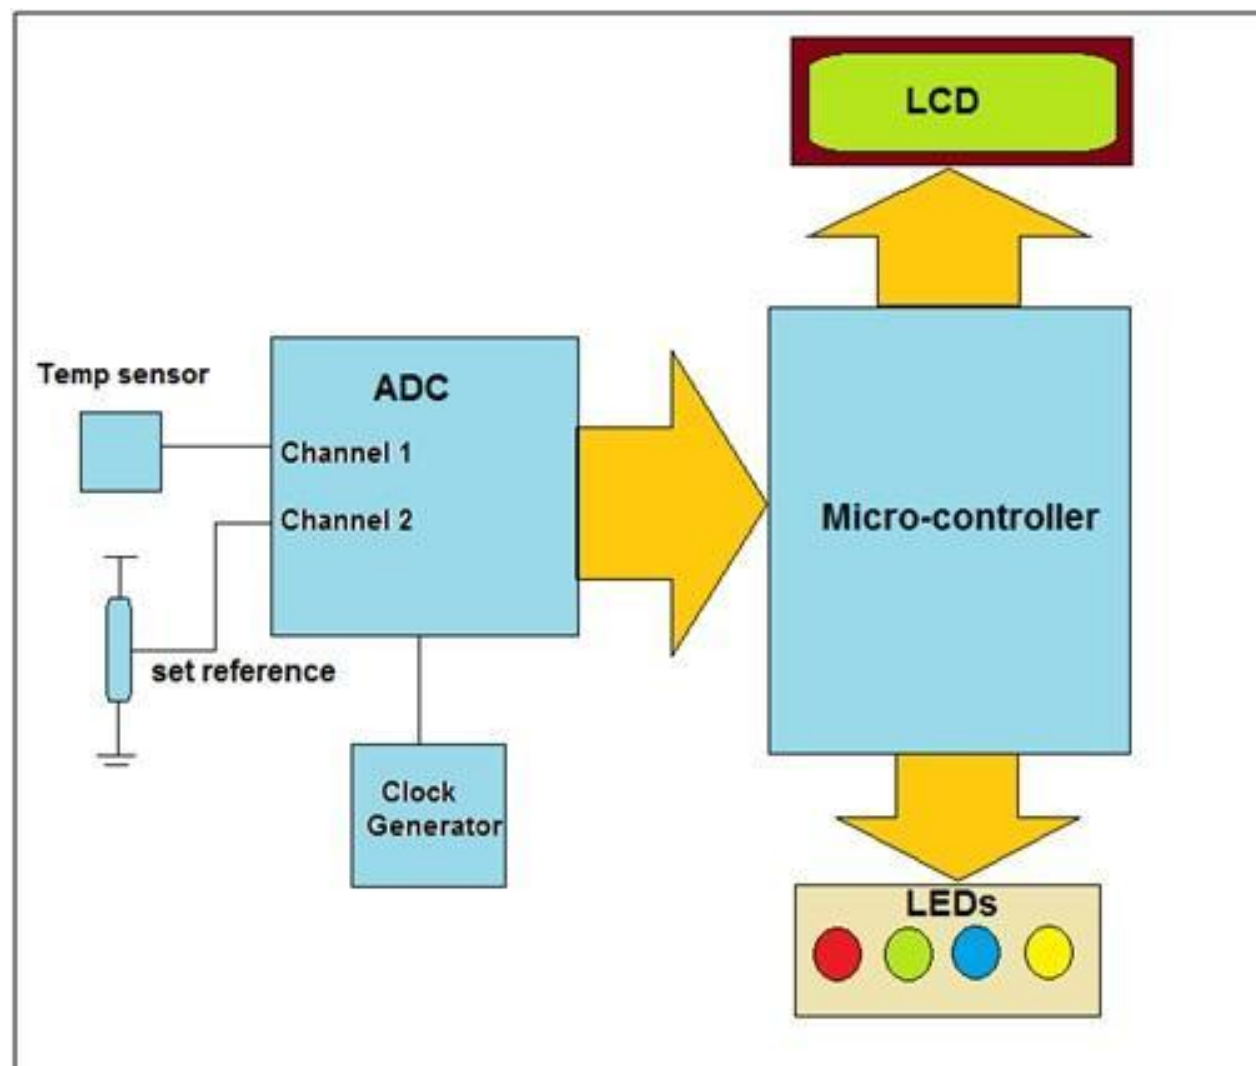 LCD
Temp sensor
ADC
Channel 1
Channel 2
Micro-controller
set reference
Clock
Generator
LEDs